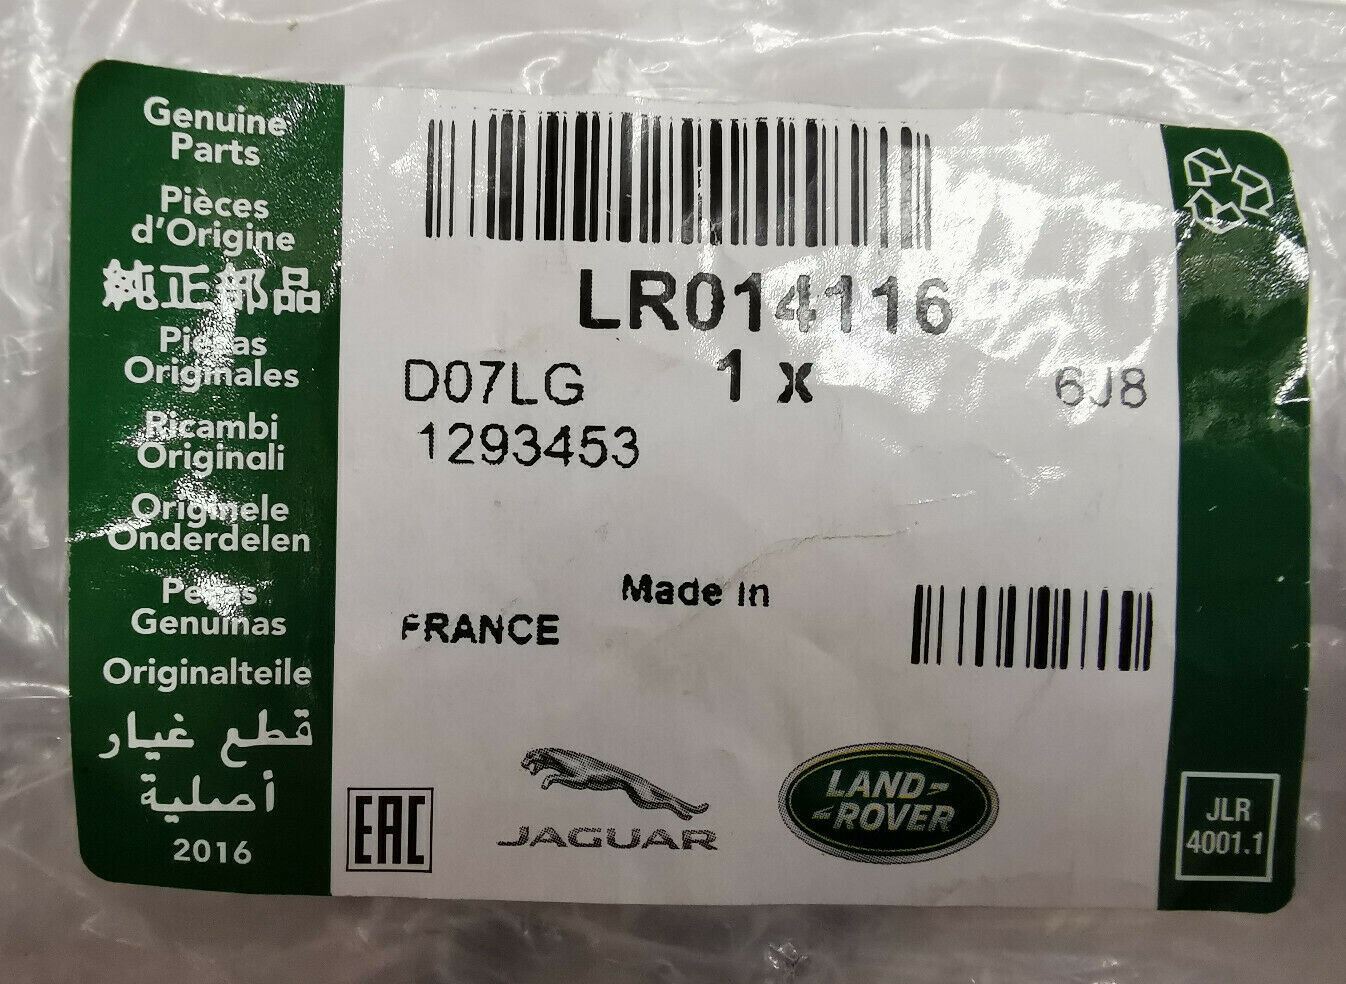 Genuine
Parts
Pièces
d'Origine
純正部品
Piezas
Originales
Ricambi
Originali
Originele
Onderdelen
Peças
Genuinas
Originalteile
قطع غيار
أصلية
2016
LR014116
D07LG
1 x
6J8
1293453
Made In
FRANCE
EAC
JAGUAR
LAND-
-ROVER
JLR
4001.1